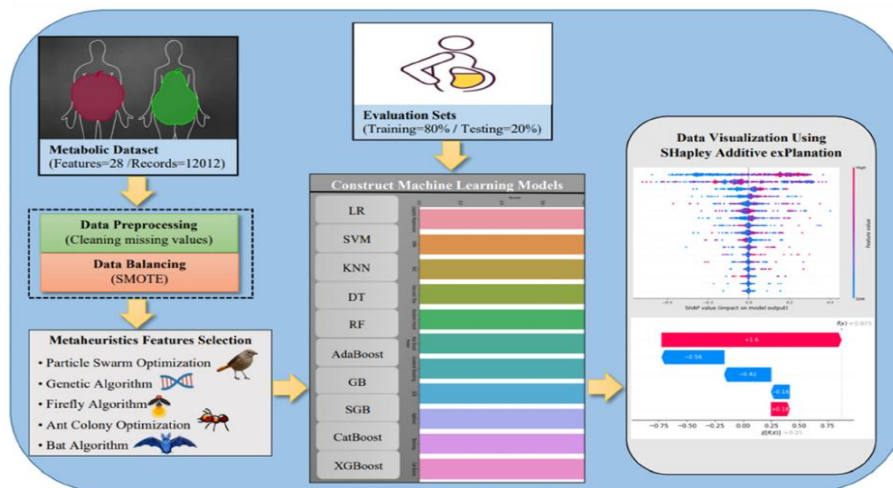 Metabolic Dataset
(Features=28 /Records=12012)
Data Preprocessing
(Cleaning missing values)
Data Balancing
(SMOTE)
Metaheuristics Features Selection
• Particle Swarm Optimization
• Genetic Algorithm
• Firefly Algorithm
• Ant Colony Optimization
• Bat Algorithm
Evaluation Sets
(Training=80% / Testing=20%)
Construct Machine Learning Models
LR
SVM
KNN
DT
RF
AdaBoost
GB
SGB
CatBoost
XGBoost
Data Visualization Using
SHapley Additive exPlanation
High
Feature value
Low
SHAP value (impact on model output)
f(x) = 0.875
+1.6
−0.56
−0.42
−0.75 −0.50 −0.25 0.00 0.25 0.50 0.75